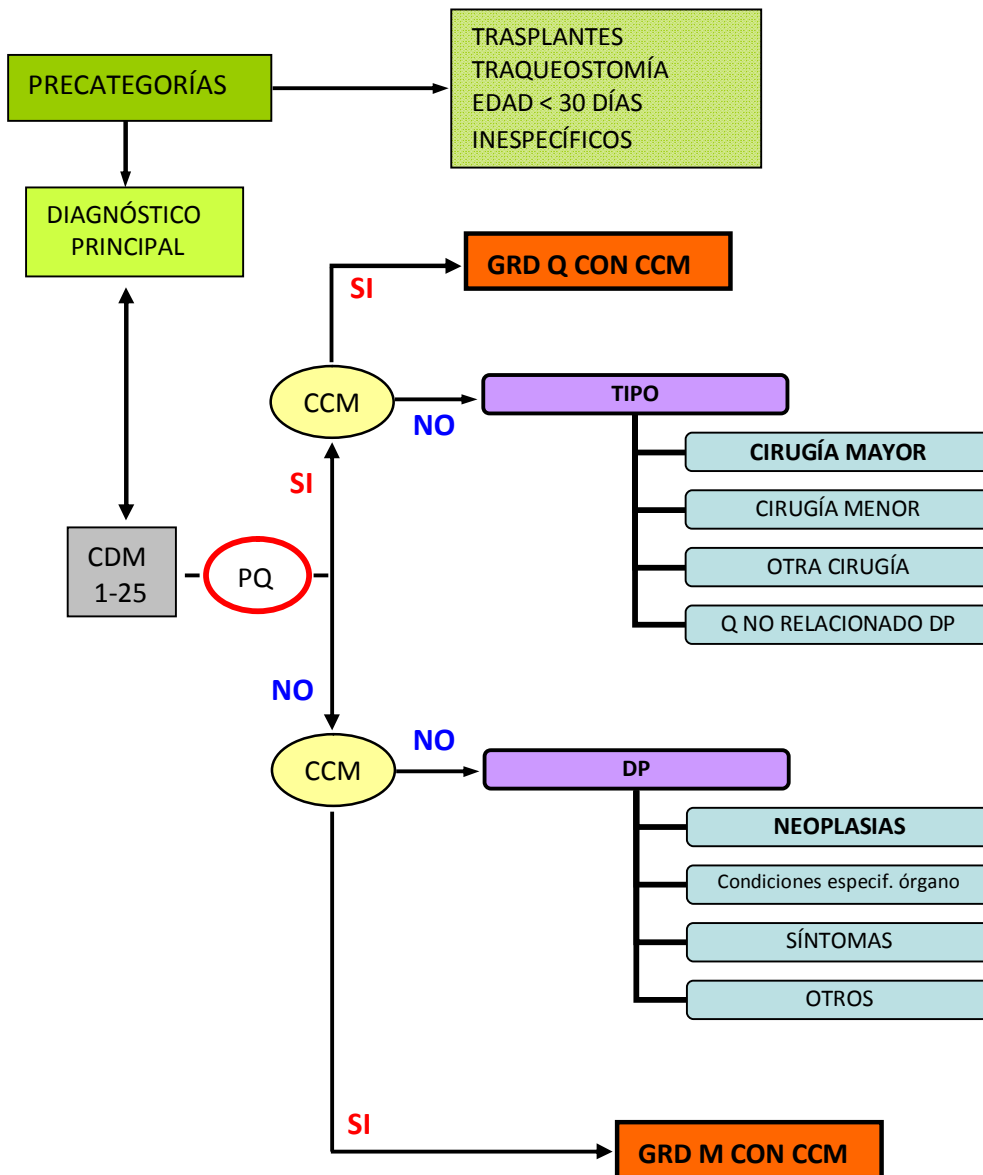 PRECATEGORÍAS
TRASPLANTES
TRAQUEOSTOMÍA
EDAD < 30 DÍAS
INESPECÍFICOS
DIAGNÓSTICO
PRINCIPAL
GRD Q CON CCM
SI
CCM
NO
TIPO
CIRUGÍA MAYOR
CIRUGÍA MENOR
OTRA CIRUGÍA
Q NO RELACIONADO DP
SI
CDM
1-25
PQ
NO
CCM
NO
DP
NEOPLASIAS
Condiciones especif. órgano
SÍNTOMAS
OTROS
SI
GRD M CON CCM